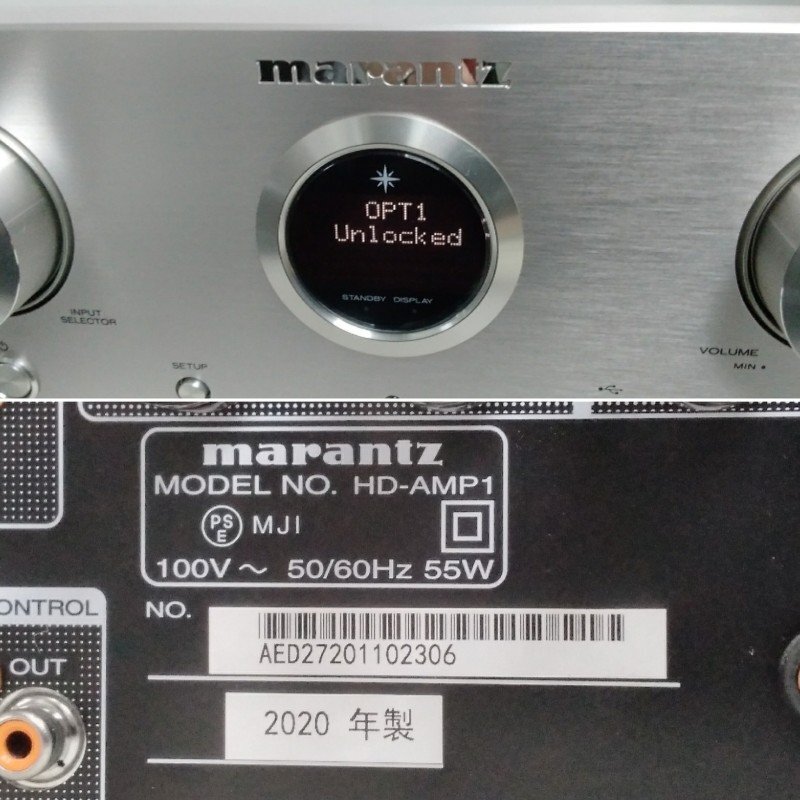 marantz
OPT1
Unlocked
STANDBY DISPLAY
INPUT
SELECTOR
SETUP
VOLUME
MIN
marantz
MODEL NO. HD-AMP1
PS
E
MJI
100V～ 50/60Hz 55W
ONTROL
NO.
AED27201102306
OUT
2020 年製